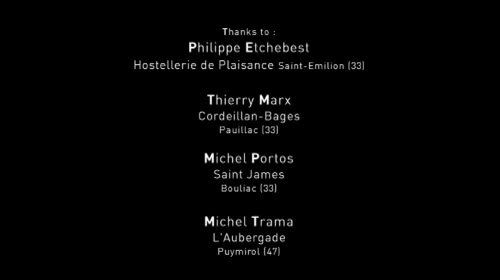 Thanks to :
Philippe Etchebest
Hostellerie de Plaisance Saint-Emilion (33)
Thierry Marx
Cordeillan-Bages
Pauillac (33)
Michel Portos
Saint James
Bouliac (33)
Michel Trama
L'Aubergade
Puymirol (47)